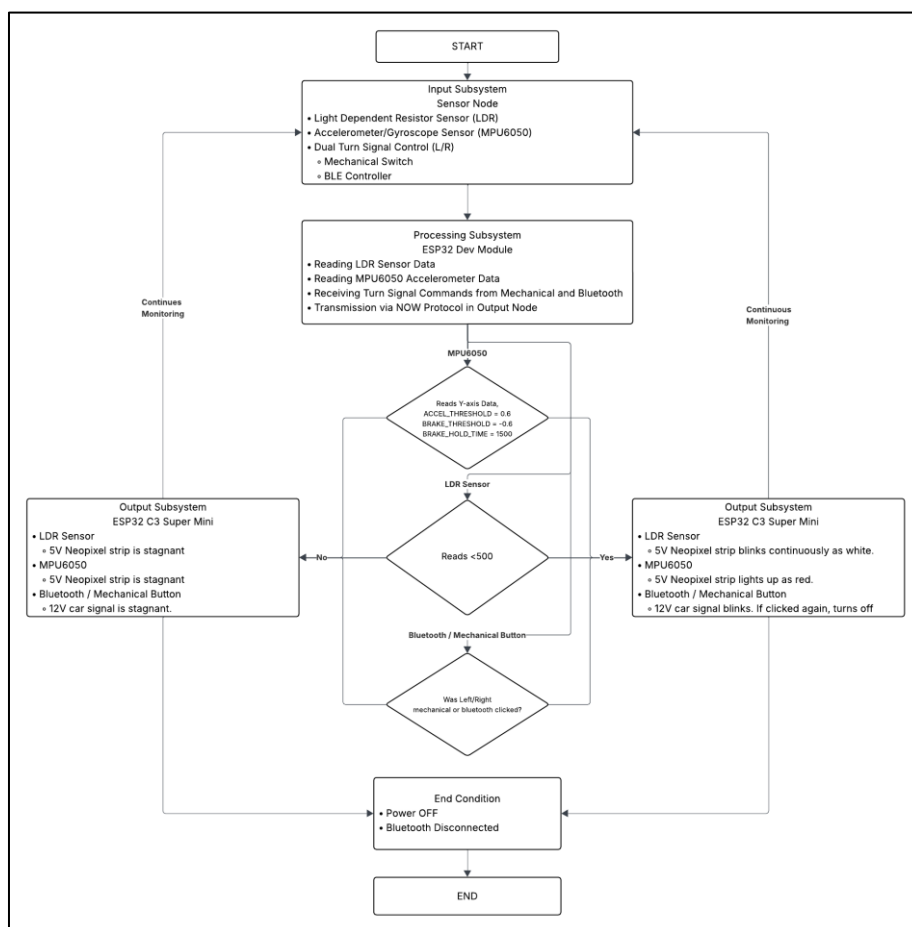 START
Input Subsystem
Sensor Node
• Light Dependent Resistor Sensor (LDR)
• Accelerometer/Gyroscope Sensor (MPU6050)
• Dual Turn Signal Control (L/R)
◦ Mechanical Switch
◦ BLE Controller
Processing Subsystem
ESP32 Dev Module
• Reading LDR Sensor Data
• Reading MPU6050 Accelerometer Data
• Receiving Turn Signal Commands from Mechanical and Bluetooth
• Transmission via NOW Protocol in Output Node
Continues
Monitoring
Continuous
Monitoring
MPU6050
Reads Y-axis Data,
ACCEL_THRESHOLD = 0.6
BRAKE_THRESHOLD = -0.6
BRAKE_HOLD_TIME = 1500
LDR Sensor
Reads <500
No
Yes
Output Subsystem
ESP32 C3 Super Mini
• LDR Sensor
◦ 5V Neopixel strip is stagnant
• MPU6050
◦ 5V Neopixel strip is stagnant
• Bluetooth / Mechanical Button
◦ 12V car signal is stagnant.
Output Subsystem
ESP32 C3 Super Mini
• LDR Sensor
◦ 5V Neopixel strip blinks continuously as white.
• MPU6050
◦ 5V Neopixel strip lights up as red.
• Bluetooth / Mechanical Button
◦ 12V car signal blinks. If clicked again, turns off
Bluetooth / Mechanical Button
Was Left/Right
mechanical or bluetooth clicked?
End Condition
• Power OFF
• Bluetooth Disconnected
END